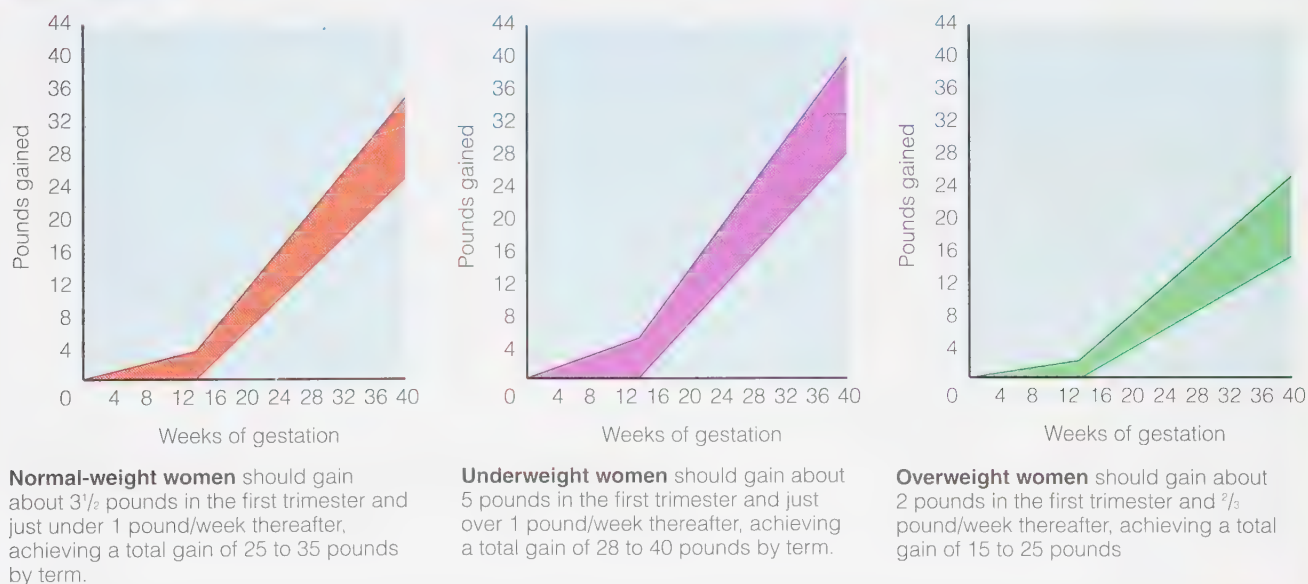 44
40
36
32
28
24
20
16
12
8
4
0
4 8 12 16 20 24 28 32 36 40
Pounds gained
Weeks of gestation
Normal-weight women should gain
about 3 1/2 pounds in the first trimester and
just under 1 pound/week thereafter,
achieving a total gain of 25 to 35 pounds
by term.
44
40
36
32
28
24
20
16
12
8
4
0
4 8 12 16 20 24 28 32 36 40
Pounds gained
Weeks of gestation
Underweight women should gain about
5 pounds in the first trimester and just
over 1 pound/week thereafter, achieving
a total gain of 28 to 40 pounds by term.
44
40
36
32
28
24
20
16
12
8
4
0
4 8 12 16 20 24 28 32 36 40
Pounds gained
Weeks of gestation
Overweight women should gain about
2 pounds in the first trimester and 2/3
pound/week thereafter, achieving a total
gain of 15 to 25 pounds